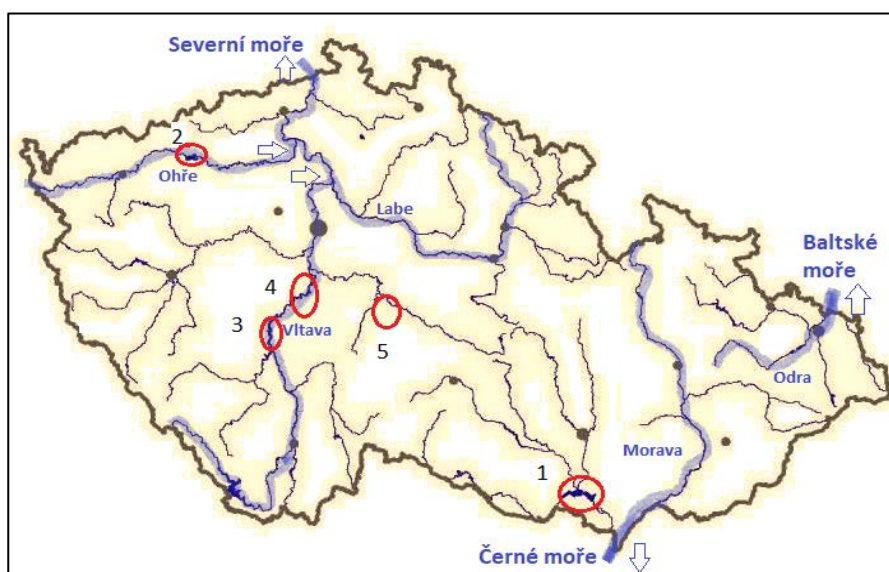 Severní moře
2
Ohře
Labe
Baltské
moře
4
3
Vltava
5
Odra
Morava
1
Černé moře